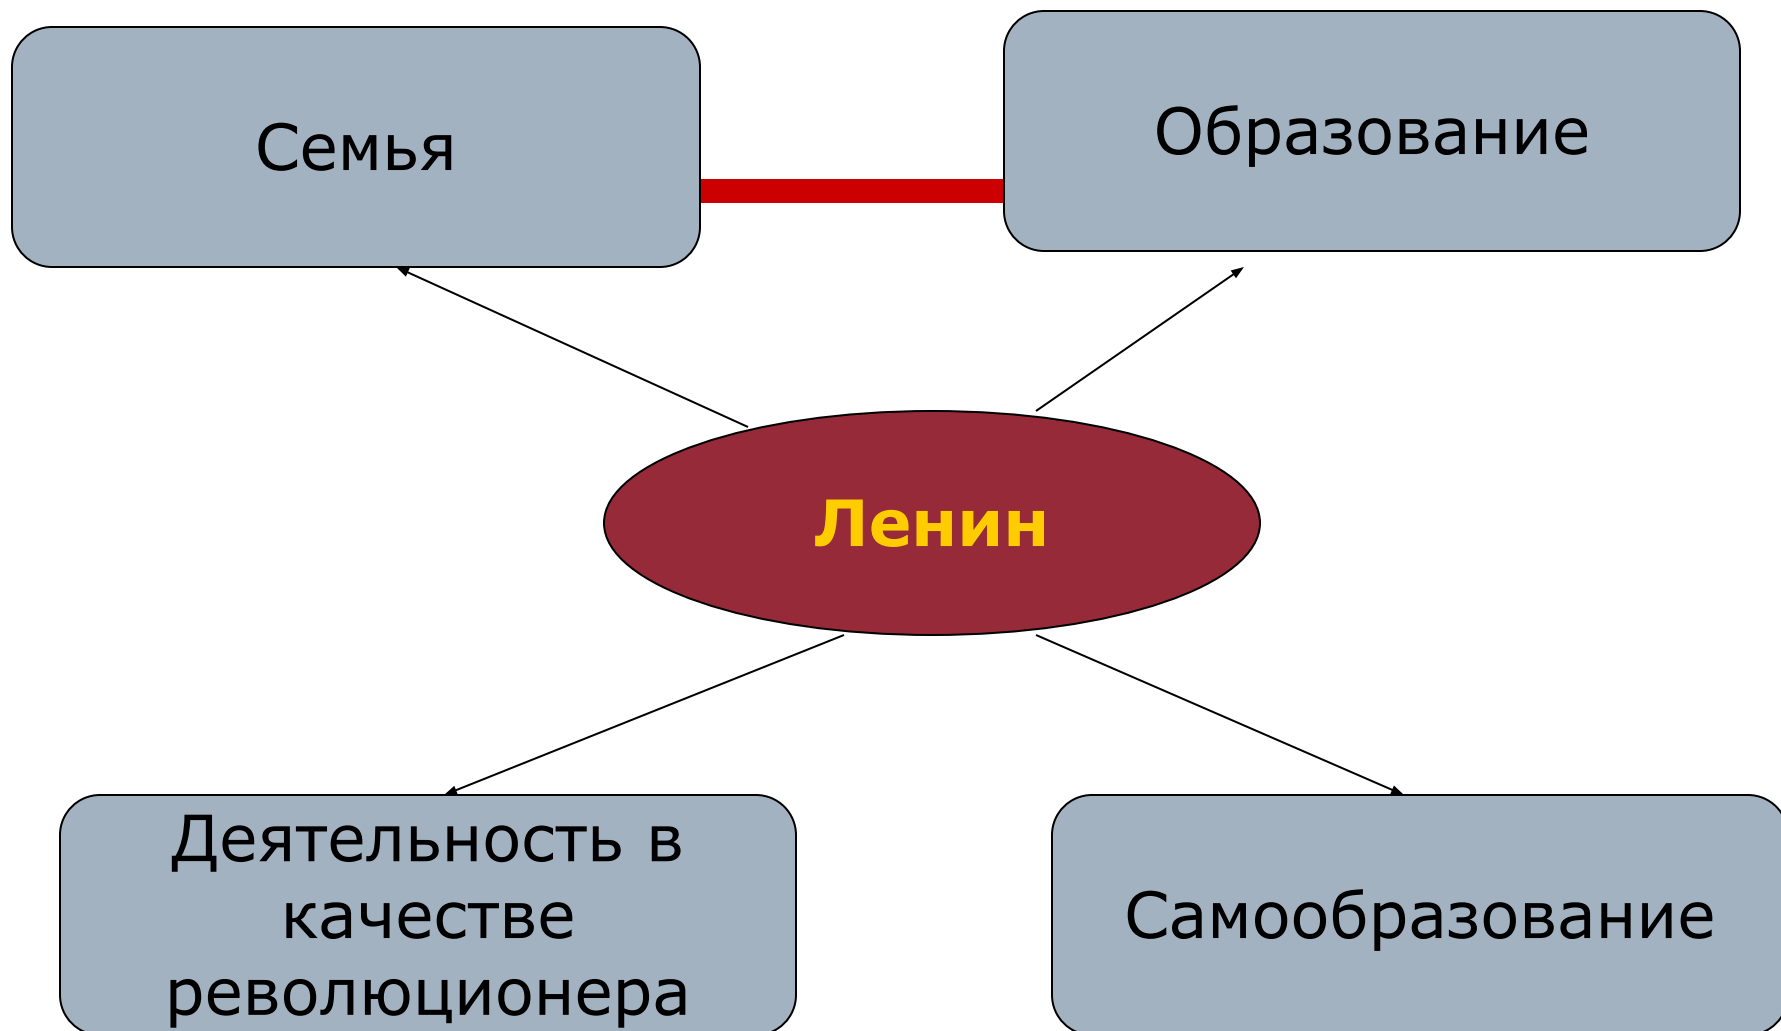 Семья
Образование
Ленин
Деятельность в
качестве
революционера
Самообразование